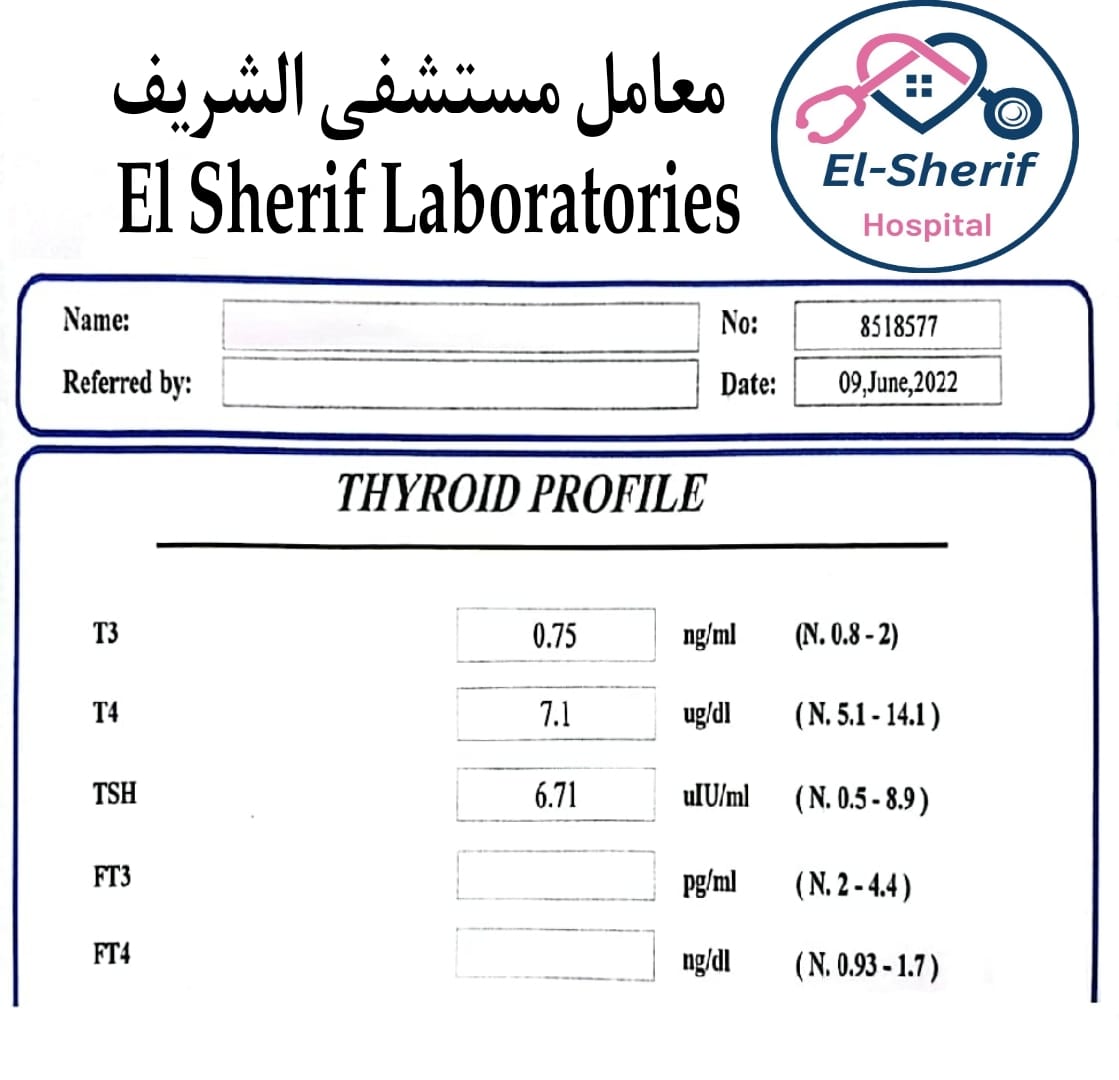 معامل مستشفى الشريف
El Sherif Laboratories
El-Sherif
Hospital
Name:
No: 8518577
Referred by:
Date: 09,June,2022
THYROID PROFILE
T3 0.75 ng/ml (N. 0.8 - 2)
T4 7.1 ug/dl ( N. 5.1 - 14.1 )
TSH 6.71 uIU/ml ( N. 0.5 - 8.9 )
FT3 pg/ml ( N. 2 - 4.4 )
FT4 ng/dl ( N. 0.93 - 1.7 )